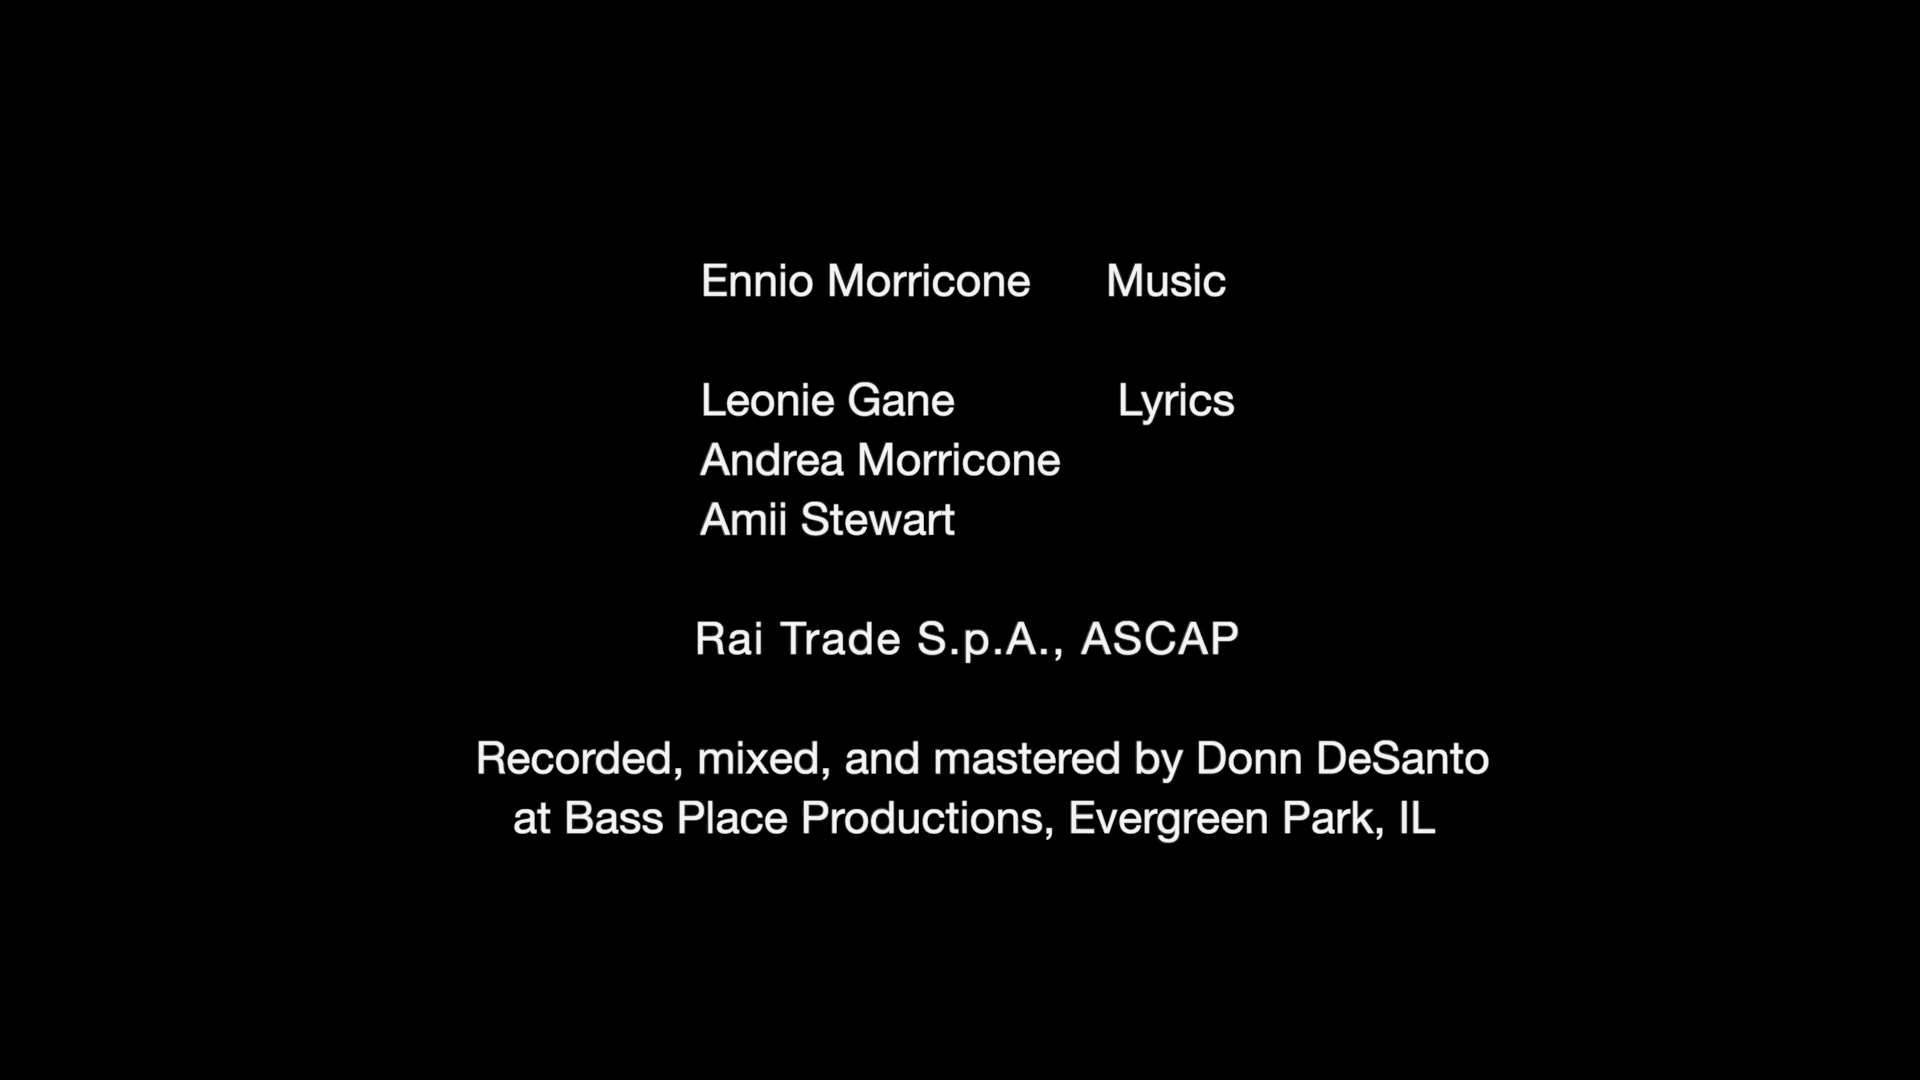 Ennio Morricone Music
Leonie Gane Lyrics
Andrea Morricone
Amii Stewart
Rai Trade S.p.A., ASCAP
Recorded, mixed, and mastered by Donn DeSanto
at Bass Place Productions, Evergreen Park, IL